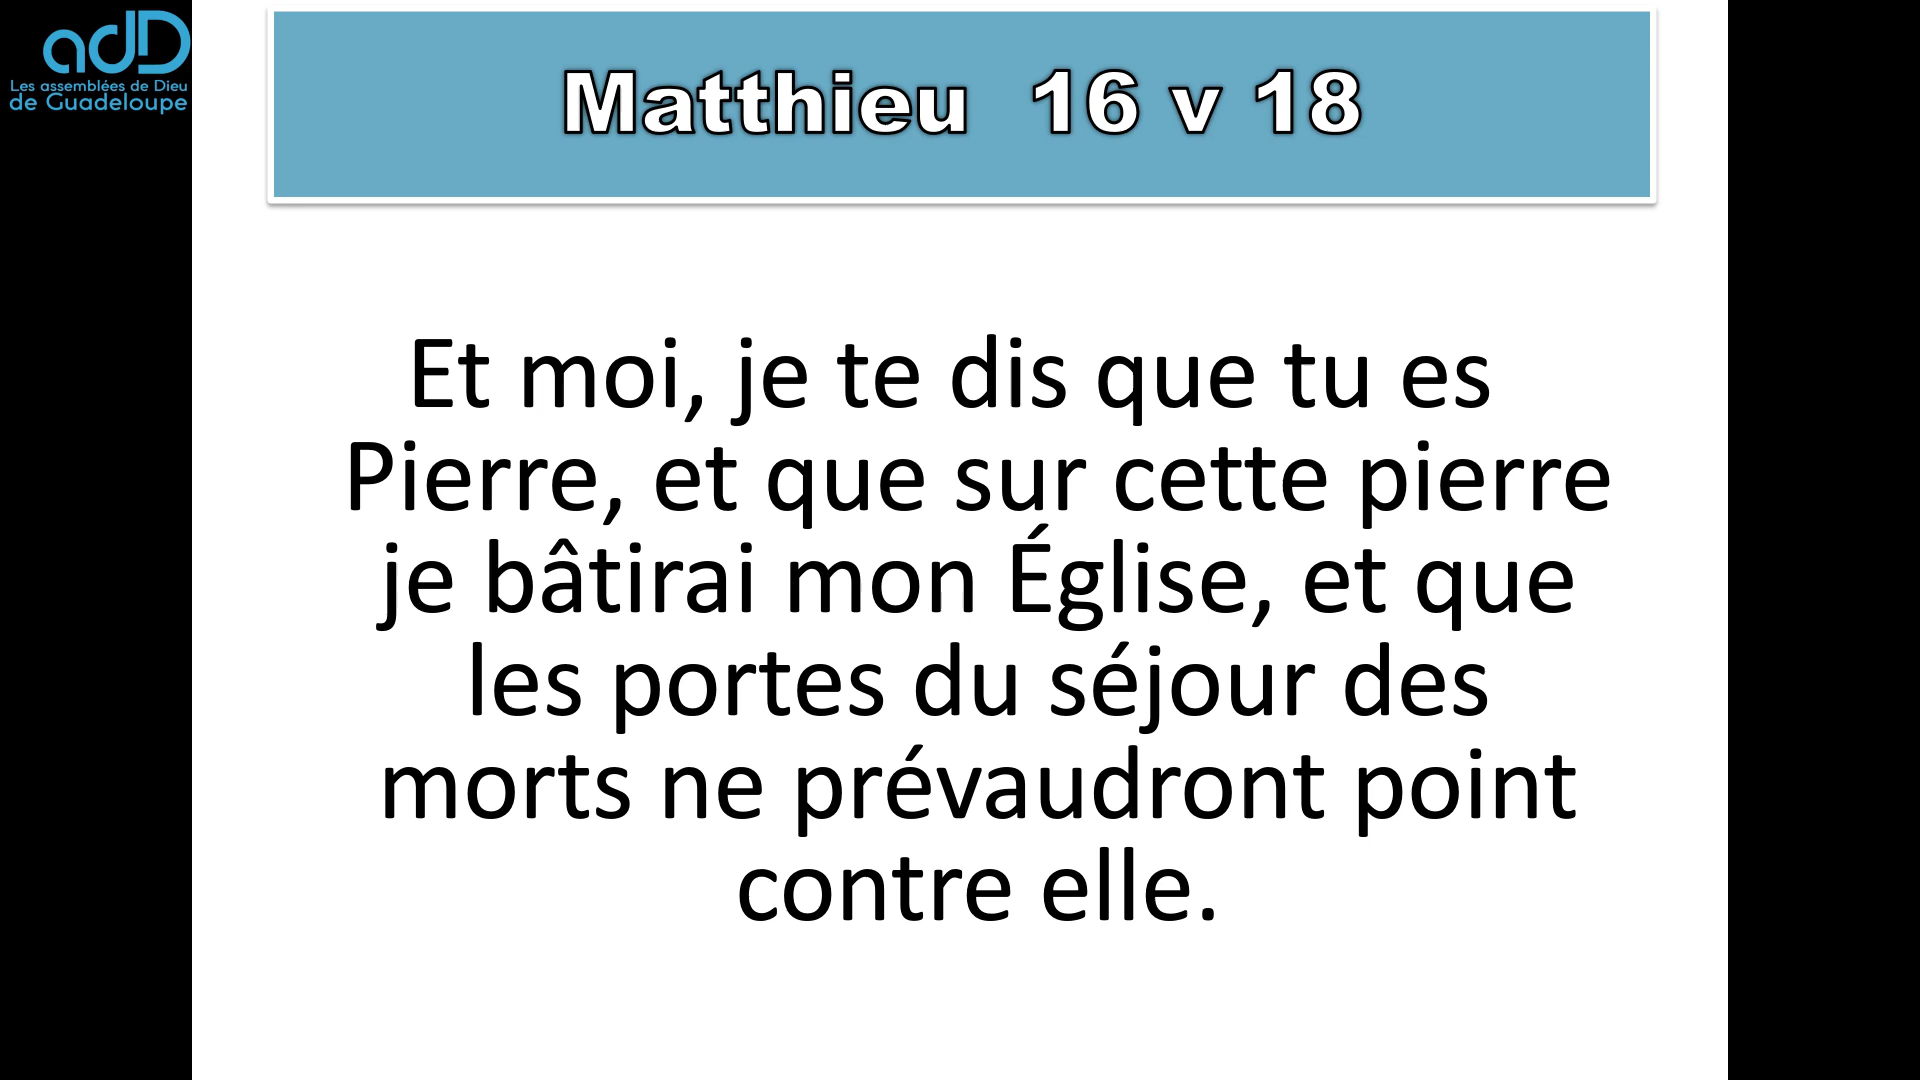 adD
Les assemblées de Dieu
de Guadeloupe
Matthieu 16 v 18
Et moi, je te dis que tu es
Pierre, et que sur cette pierre
je bâtirai mon Église, et que
les portes du séjour des
morts ne prévaudront point
contre elle.